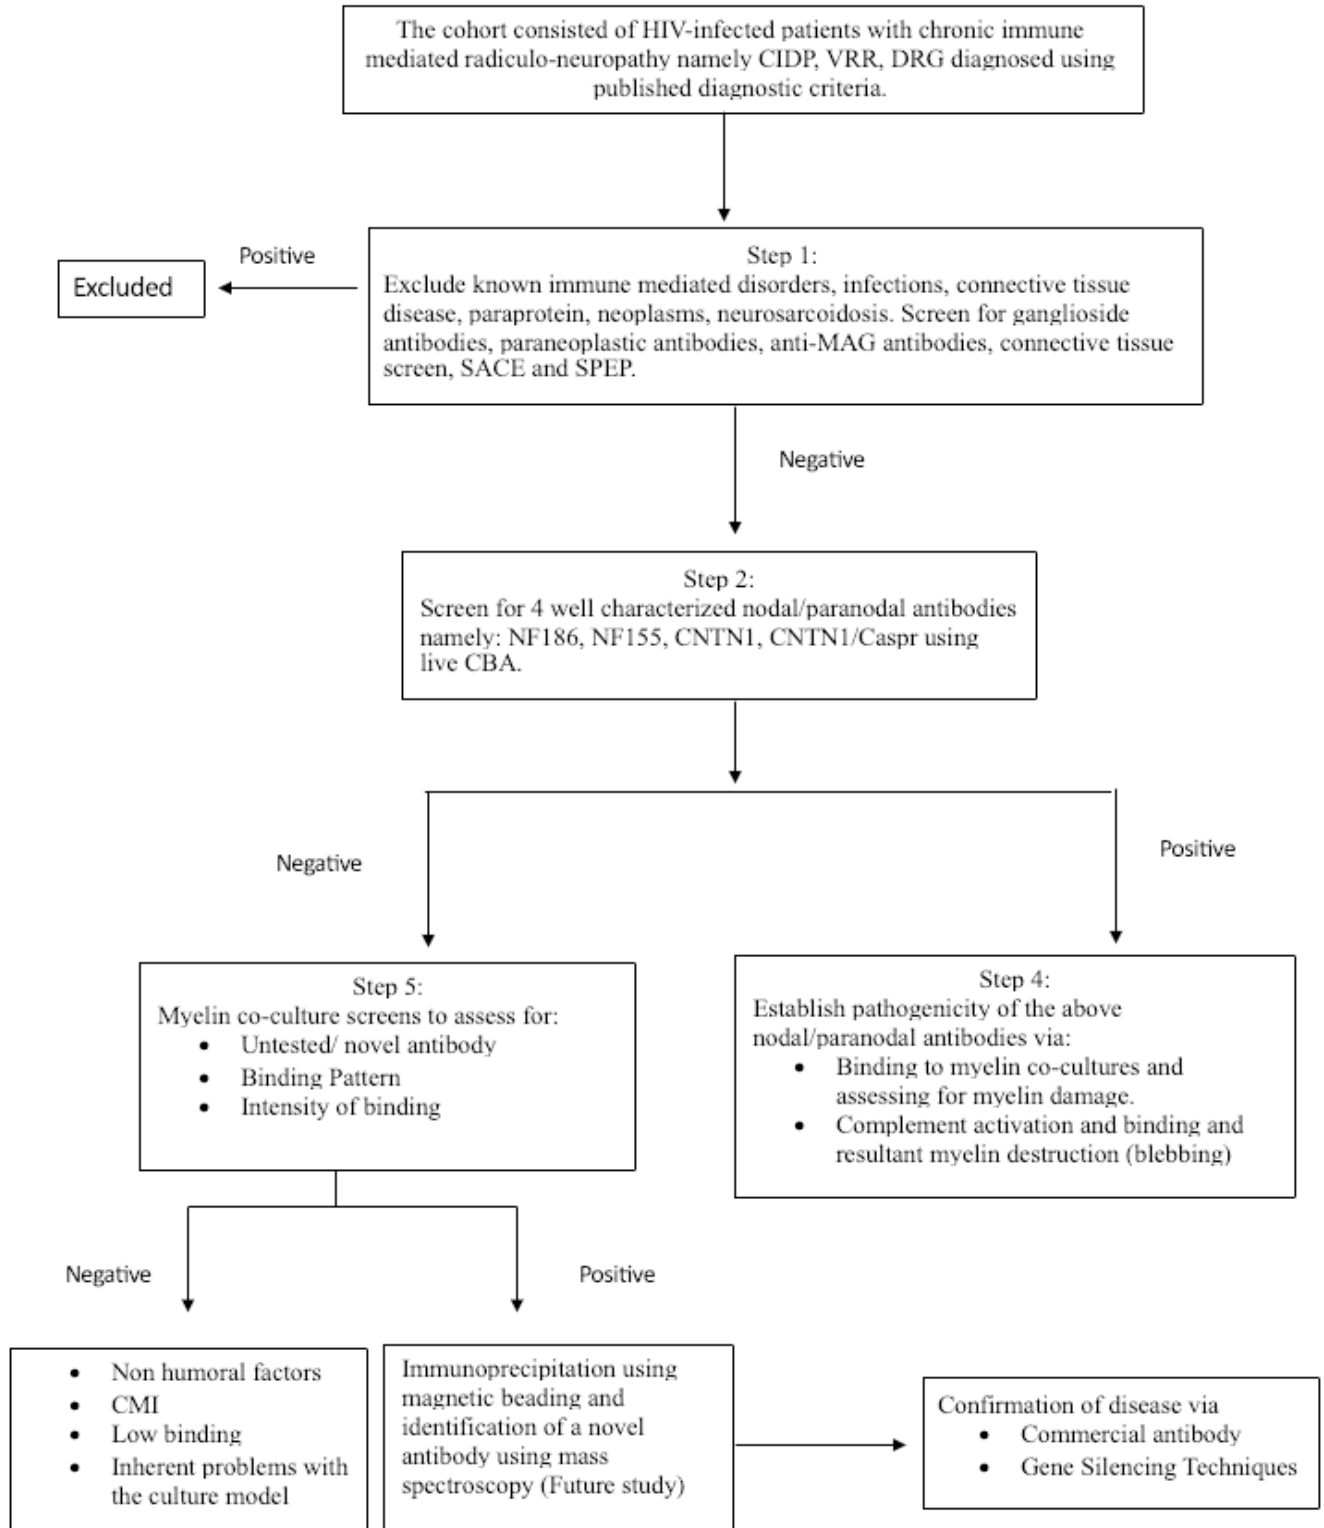 The cohort consisted of HIV-infected patients with chronic immune
mediated radiculo-neuropathy namely CIDP, VRR, DRG diagnosed using
published diagnostic criteria.
Positive
Excluded
Step 1:
Exclude known immune mediated disorders, infections, connective tissue
disease, paraprotein, neoplasms, neurosarcoidosis. Screen for ganglioside
antibodies, paraneoplastic antibodies, anti-MAG antibodies, connective tissue
screen, SACE and SPEP.
Negative
Step 2:
Screen for 4 well characterized nodal/paranodal antibodies
namely: NF186, NF155, CNTN1, CNTN1/Caspr using
live CBA.
Negative
Positive
Step 5:
Myelin co-culture screens to assess for:
• Untested/ novel antibody
• Binding Pattern
• Intensity of binding
Step 4:
Establish pathogenicity of the above
nodal/paranodal antibodies via:
• Binding to myelin co-cultures and
assessing for myelin damage.
• Complement activation and binding and
resultant myelin destruction (blebbing)
Negative
Positive
• Non humoral factors
• CMI
• Low binding
• Inherent problems with
the culture model
Immunoprecipitation using
magnetic beading and
identification of a novel
antibody using mass
spectroscopy (Future study)
Confirmation of disease via
• Commercial antibody
• Gene Silencing Techniques